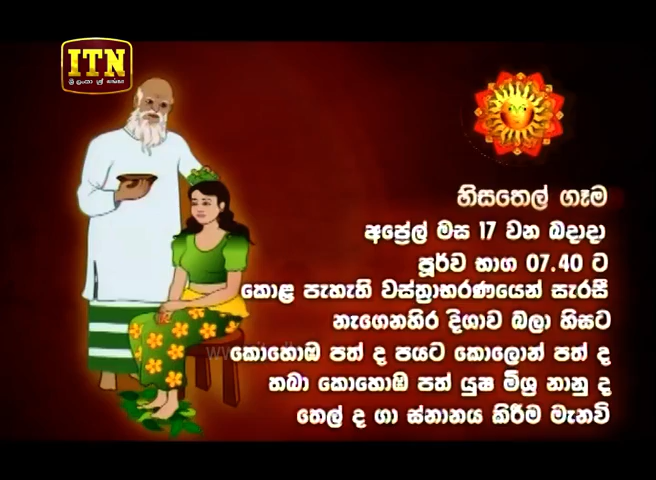 ITN
හිසතෙල් ගෑම
අප්‍රේල් මස 17 වන බදාදා
පූර්ව භාග 07.40 ට
කොළ පැහැති වස්ත්‍රාභරණයෙන් සැරසී
නැගෙනහිර දිශාව බලා හිසට
කොහොඹ පත් ද පයට කොලොන් පත් ද
තබා කොහොඹ පත් යුෂ මිශ්‍ර නානු ද
තෙල් ද ගා ස්නානය කිරීම මැනවි